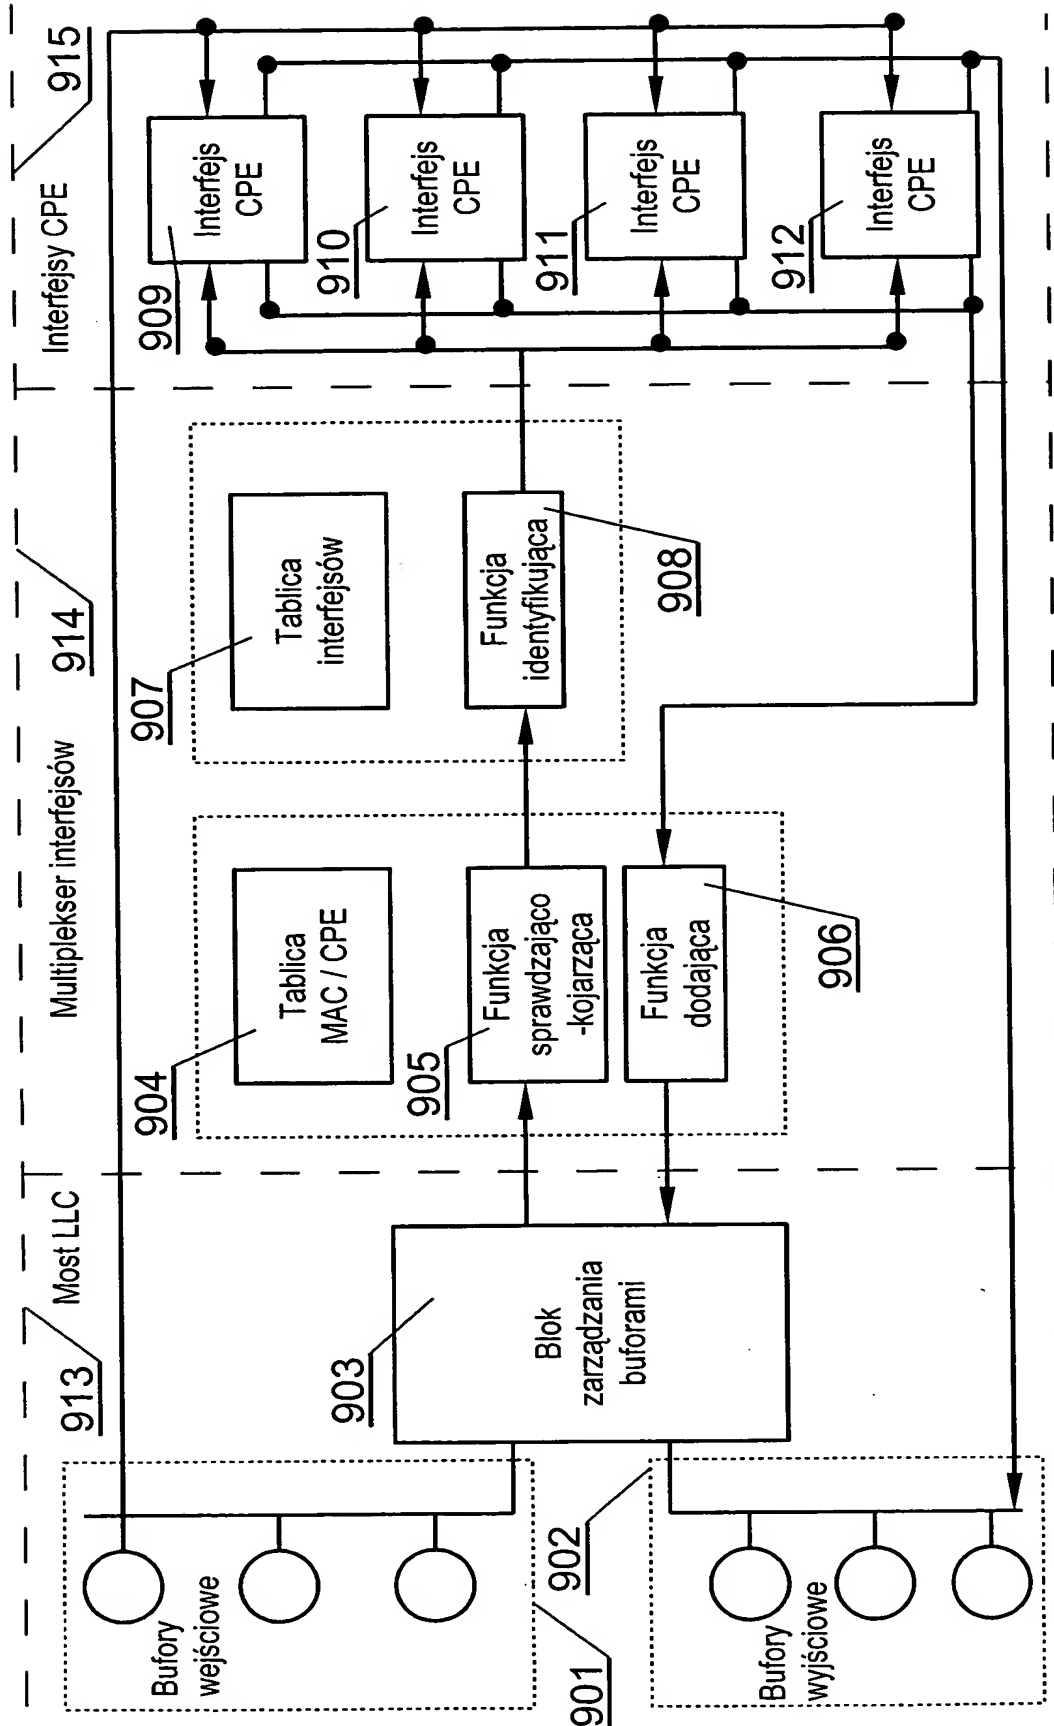 913
Most LLC
914
Multiplekser interfejsów
915
Interfejsy CPE
Bufory
wejściowe
901
902
Bufory
wyjściowe
903
Blok
zarządzania
buforami
904
Tablica
MAC / CPE
905
Funkcja
sprawdzająco
-kojarząca
Funkcja
dodająca
906
907
Tablica
interfejsów
Funkcja
identyfikująca
908
909
Interfejs
CPE
910
Interfejs
CPE
911
Interfejs
CPE
912
Interfejs
CPE